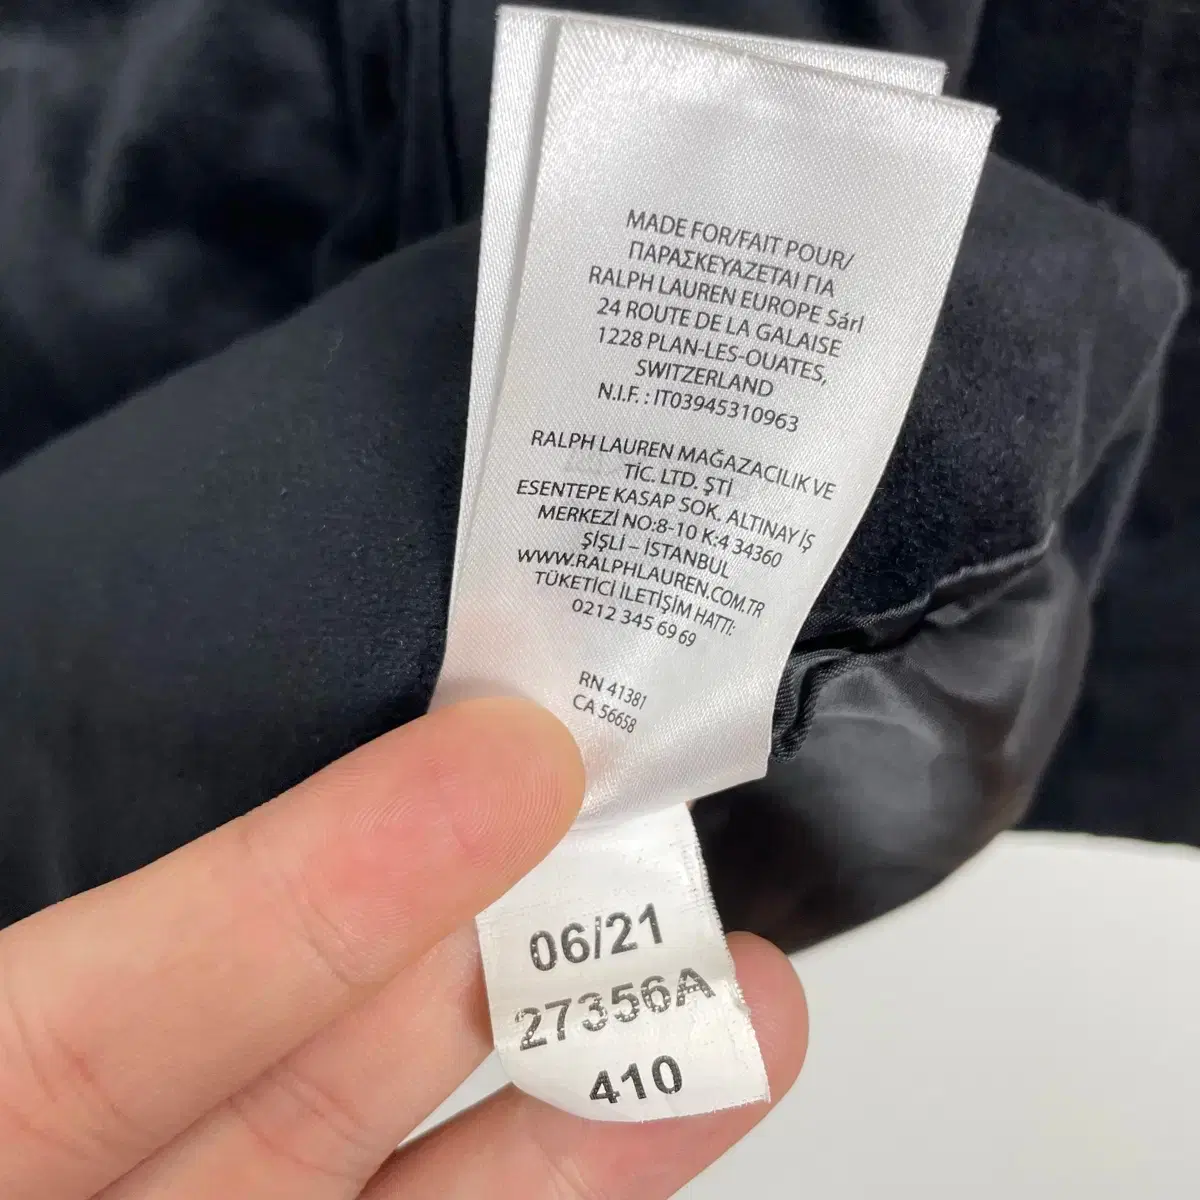 MADE FOR/FAIT POUR/
ΠΑΡΑΣΚΕΥΑΖΕΤΑΙ ΓΙΑ
RALPH LAUREN EUROPE Sárl
24 ROUTE DE LA GALAISE
1228 PLAN-LES-OUATES,
SWITZERLAND
N.I.F. : IT03945310963
RALPH LAUREN MAĞAZACILIK VE
TİC. LTD. ŞTİ
ESENTEPE KASAP SOK. ALTINAY İŞ
MERKEZİ NO:8-10 K:4 34360
ŞİŞLİ – İSTANBUL
WWW.RALPHLAUREN.COM.TR
TÜKETİCİ İLETİŞİM HATTI:
0212 345 69 69
RN 41381
CA 56658
06/21
27356A
410